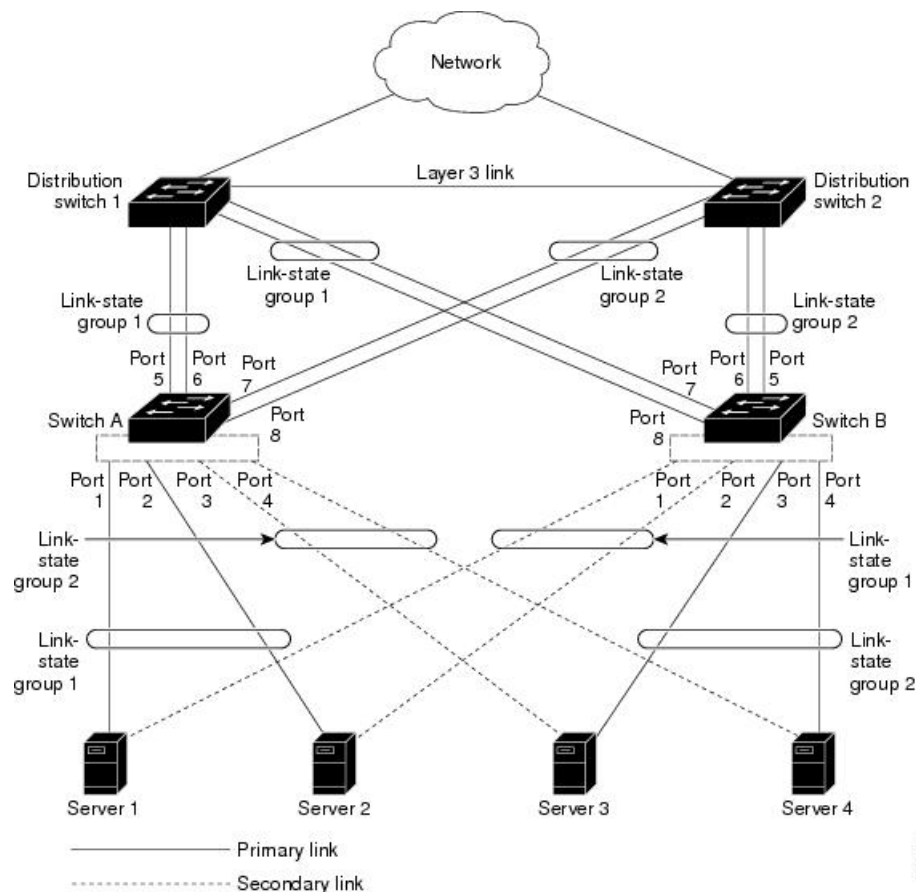 Network
Layer 3 link
Distribution
switch 1
Distribution
switch 2
Link-state
group 1
Link-state
group 2
Link-state
group 1
Link-state
group 2
Port
5
Port
6
Port
7
Port
8
Port
7
Port
6
Port
5
Port
8
Switch A
Switch B
Port
1
Port
2
Port
3
Port
4
Port
1
Port
2
Port
3
Port
4
Link-
state
group 2
Link-
state
group 1
Link-
state
group 1
Link-
state
group 2
Server 1
Server 2
Server 3
Server 4
Primary link
Secondary link